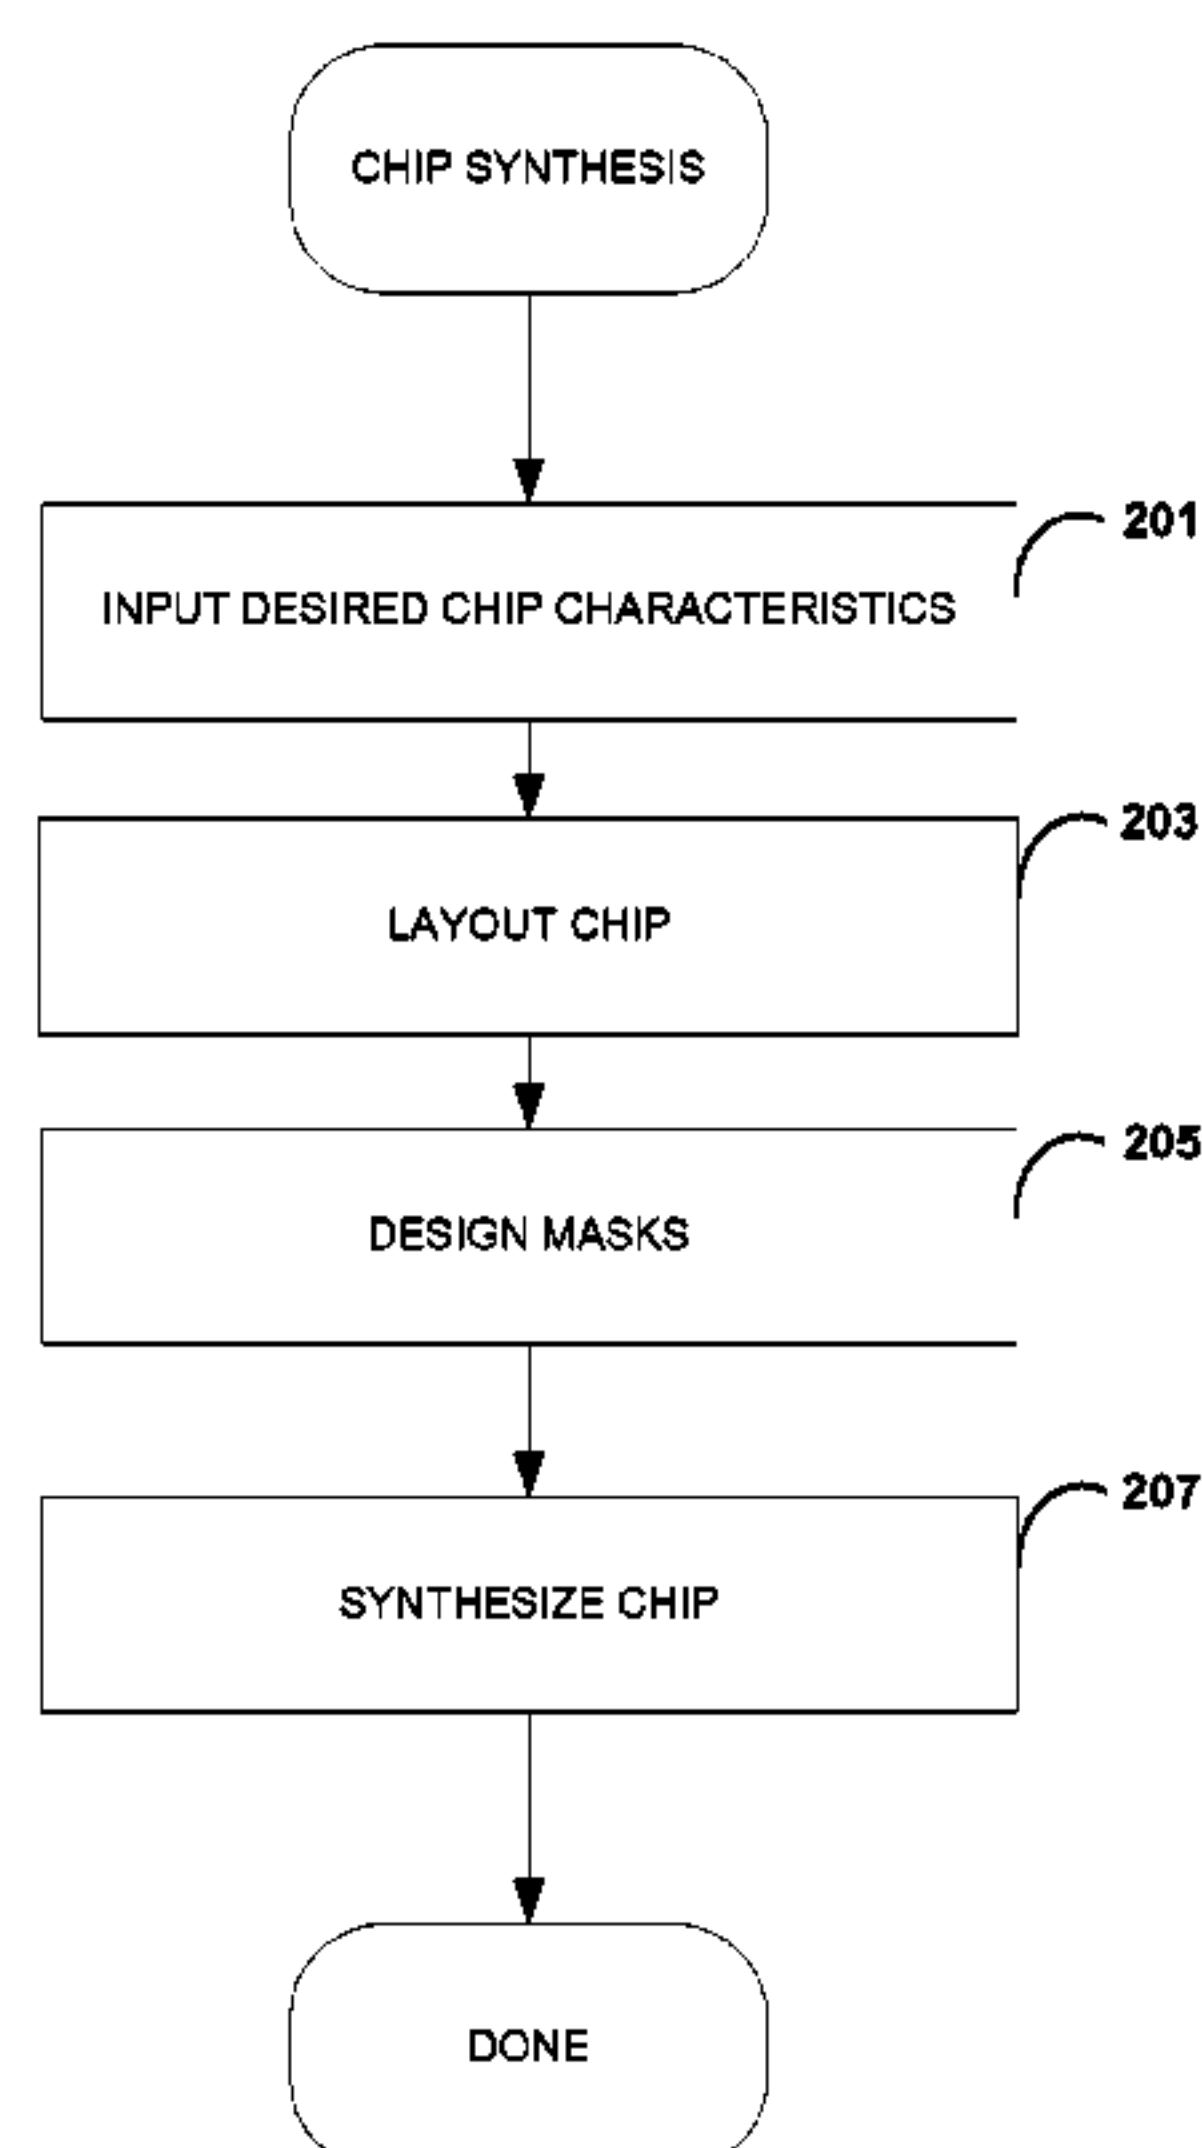 CHIP SYNTHESIS
201
INPUT DESIRED CHIP CHARACTERISTICS
203
LAYOUT CHIP
205
DESIGN MASKS
207
SYNTHESIZE CHIP
DONE